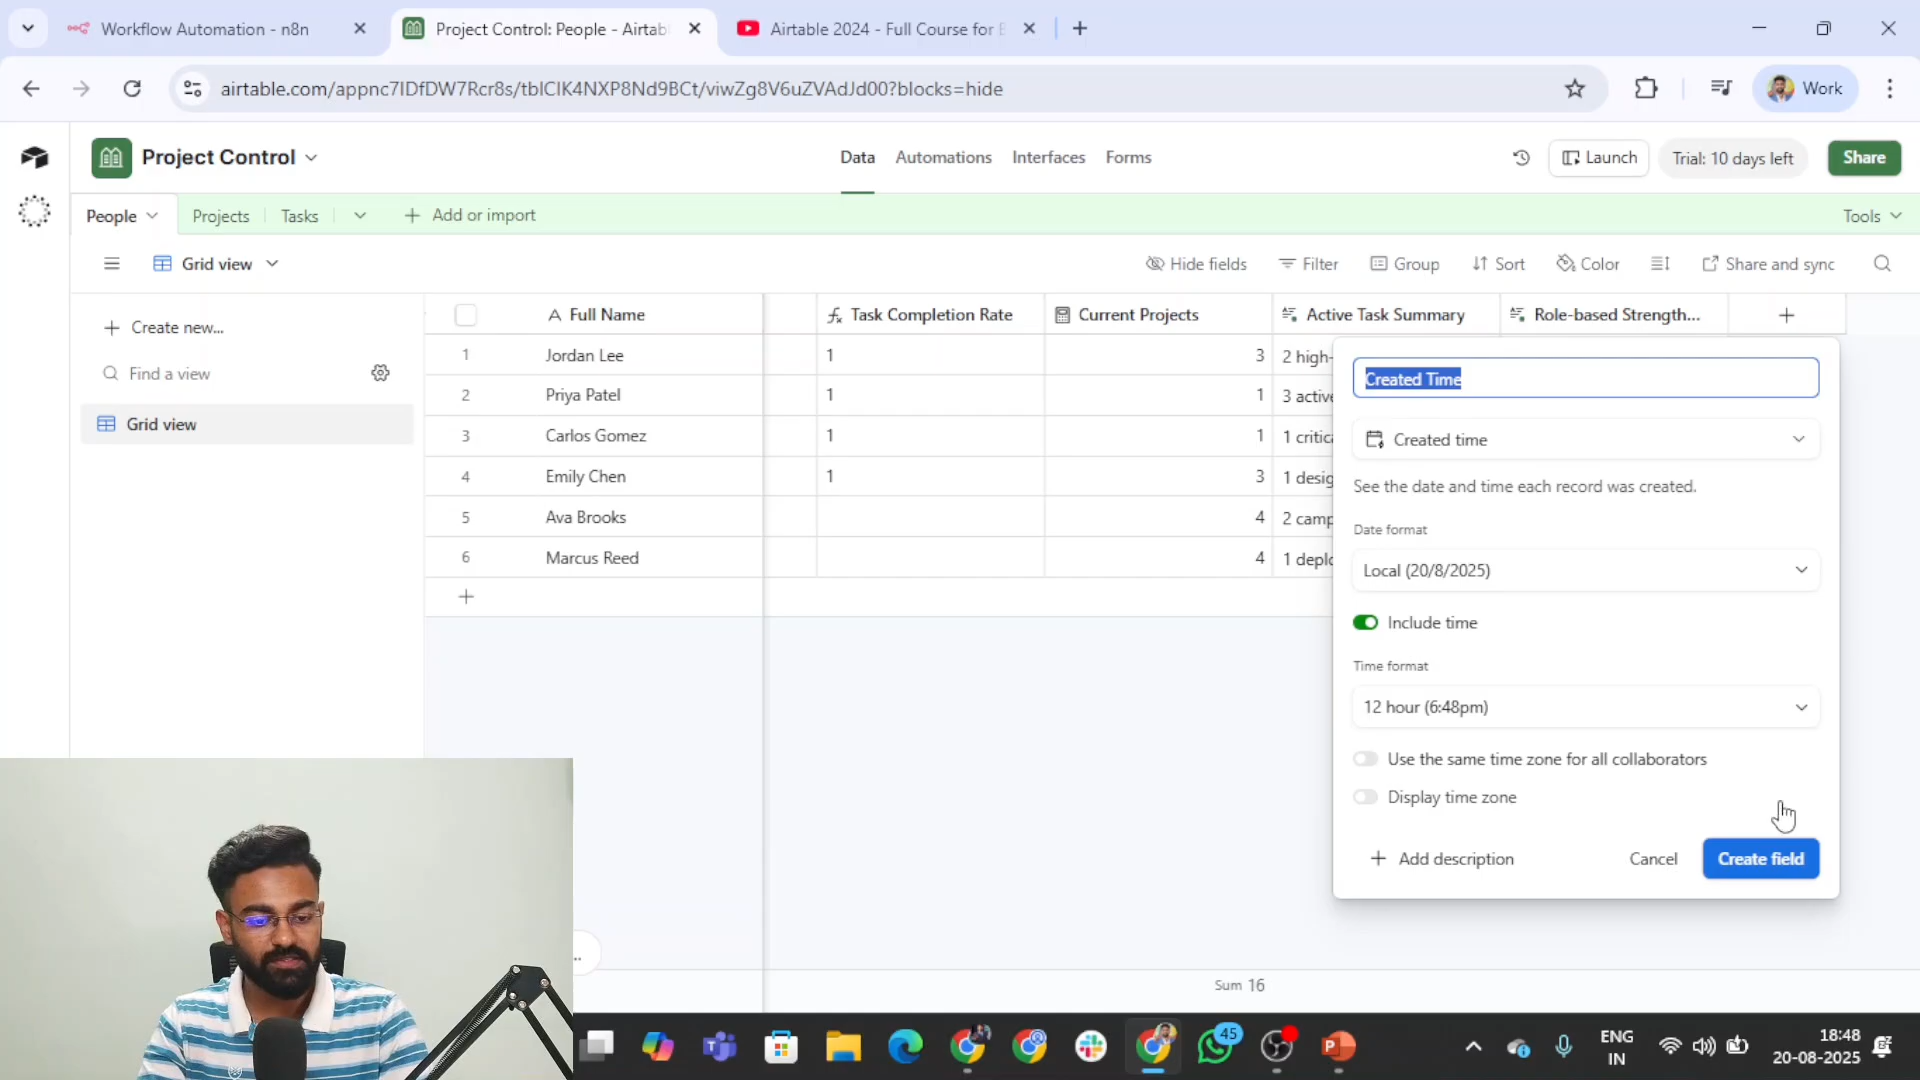 Workflow Automation - n8n
Project Control: People - Airtab
Airtable 2024 - Full Course for B
airtable.com/appnc7IDfDW7Rcr8s/tblCIK4NXP8Nd9BCt/viwZg8V6uZVAdJd00?blocks=hide
Work
Project Control
Data
Automations
Interfaces
Forms
Launch
Trial: 10 days left
Share
People
Projects
Tasks
Add or import
Tools
Grid view
Hide fields
Filter
Group
Sort
Color
Share and sync
Create new...
Find a view
Grid view
Full Name
Task Completion Rate
Current Projects
Active Task Summary
Role-based Strength...
1 Jordan Lee 1 3 2 high-
2 Priya Patel 1 1 3 active
3 Carlos Gomez 1 1 1 critic
4 Emily Chen 1 3 1 desig
5 Ava Brooks 4 2 camp
6 Marcus Reed 4 1 deplo
Created Time
Created time
See the date and time each record was created.
Date format
Local (20/8/2025)
Include time
Time format
12 hour (6:48pm)
Use the same time zone for all collaborators
Display time zone
Add description
Cancel
Create field
Sum 16
45
ENG
IN
18:48
20-08-2025